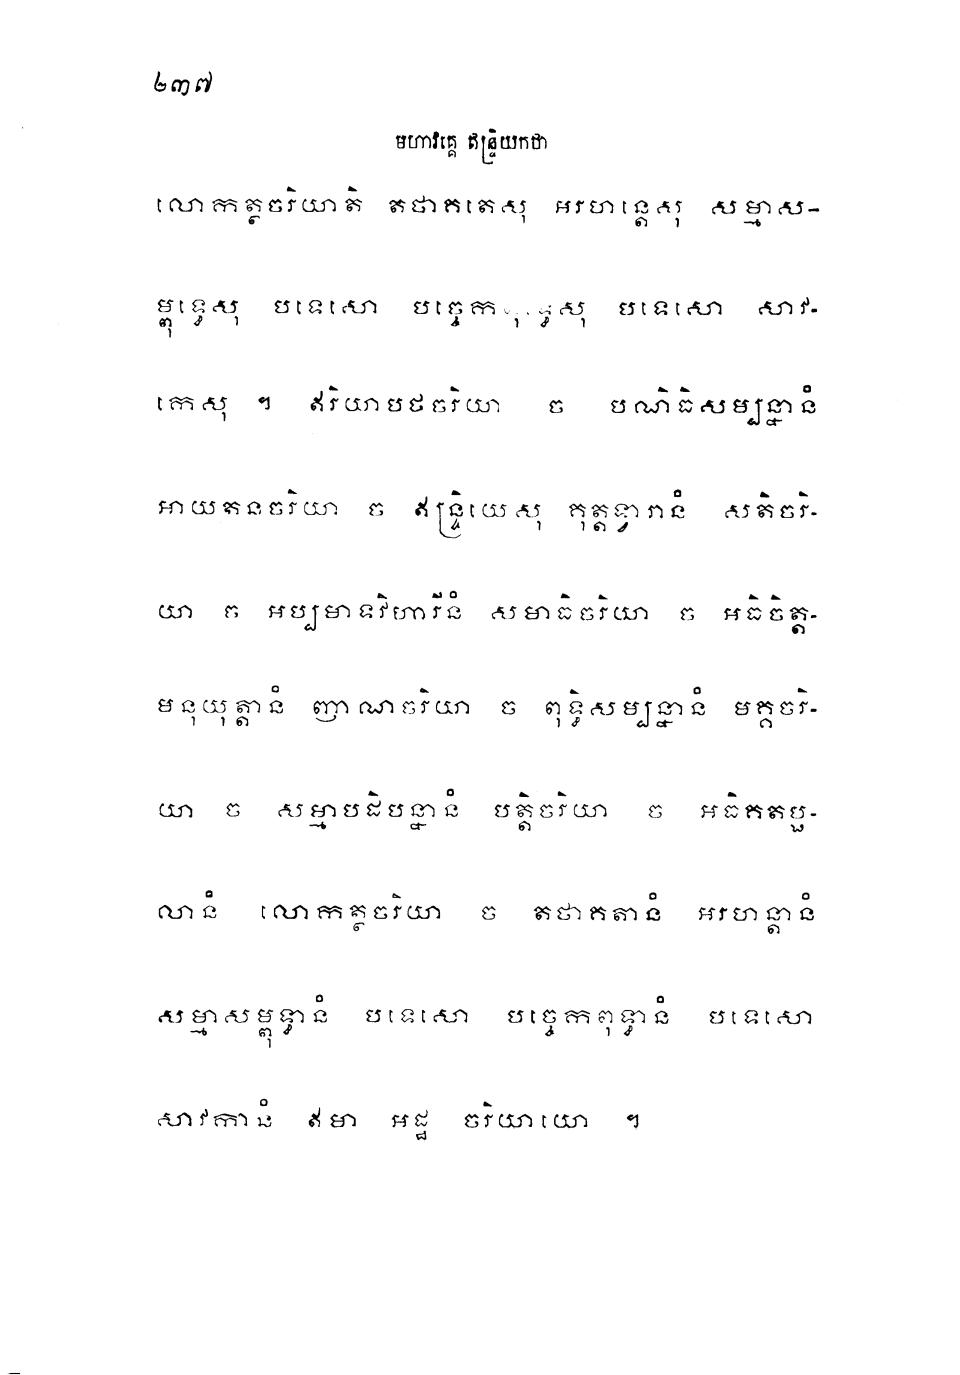 ២៣៧
មហាវគ្គេ ឥន្ទ្រិយកថា
លោកត្ថចរិយាតិ តថាគតេសុ អរហន្តេសុ សម្មាស-
ម្ពុទ្ធេសុ បទេសោ បច្ចេក បទេសោ សាវ-
កេសុ ។ ឥរិយាបថចរិយា ច បណិធិសម្បន្នានំ
អាយតនចរិយា ច ឥន្ទ្រិយេសុ គុត្តទ្វារានំ សតិចរិ-
យា ច អប្បមាទវិហារីនំ សមាធិចរិយា ច អធិចិត្ត-
មនុយុត្តានំ ញាណចរិយា ច ពុទ្ធិសម្បន្នានំ មគ្គចរិ-
យា ច សម្មាបដិបន្នានំ បត្តិចរិយា ច អធិគតប្ផ-
លានំ លោកត្ថចរិយា ច តថាគតានំ អរហន្តានំ
សម្មាសម្ពុទ្ធានំ បទេសោ បច្ចេកពុទ្ធានំ បទេសោ
សាវកានំ ឥមា អដ្ឋ ចរិយាយោ ។